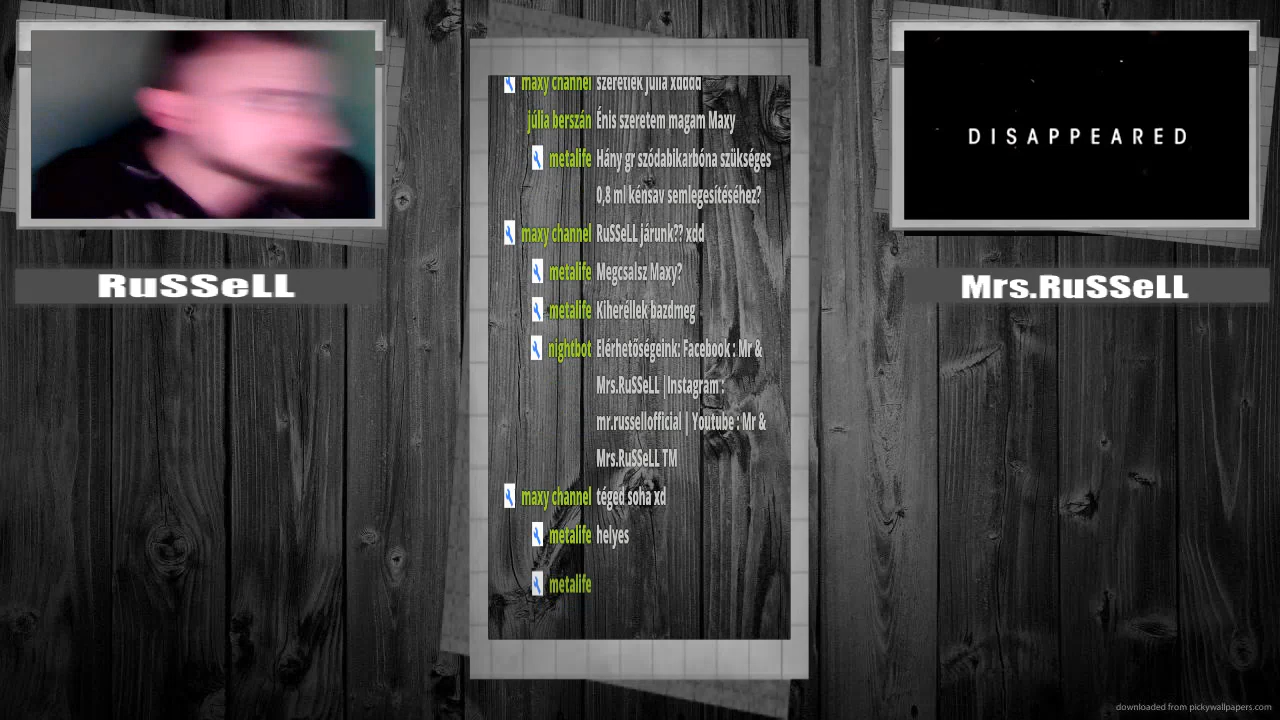 maxy channel szeretlek júlia xdddd
júlia berszán Énis szeretem magam Maxy
metalife Hány gr szódabikarbóna szükséges
0,8 ml kénsav semlegesítéséhez?
maxy channel RuSSeLL járunk?? xdd
metalife Megcsalsz Maxy?
metalife Kiheréllek bazdmeg
nightbot Elérhetőségeink: Facebook : Mr &
Mrs.RuSSeLL |Instagram :
mr.russellofficial | Youtube : Mr &
Mrs.RuSSeLL TM
maxy channel téged soha xd
metalife helyes
metalife
DISAPPEARED
RuSSeLL
Mrs.RuSSeLL
downloaded from pickywallpapers.com